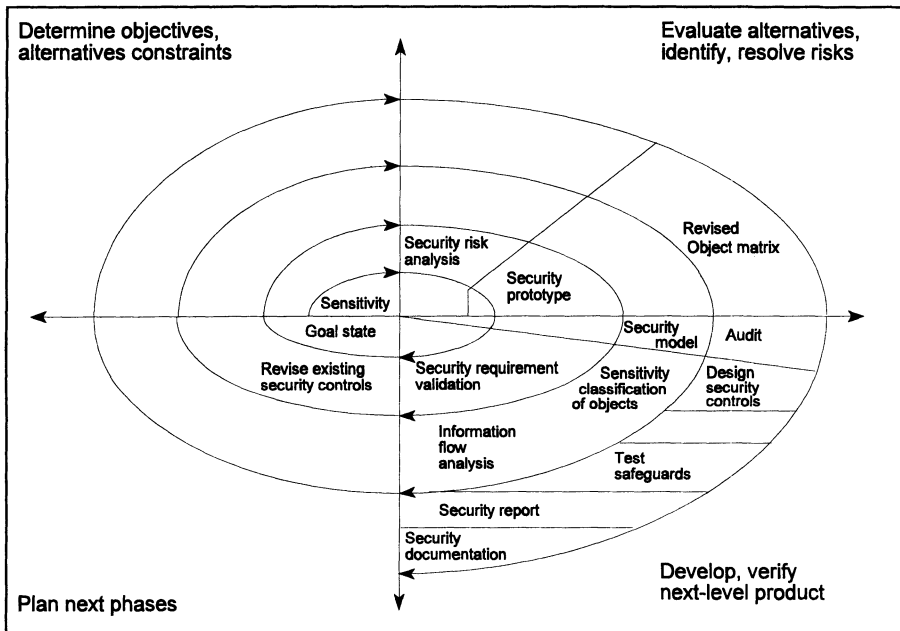 Determine objectives,
alternatives constraints
Evaluate alternatives,
identify, resolve risks
Security risk
analysis
Revised
Object matrix
Security
prototype
Sensitivity
Goal state
Security
model
Audit
Revise existing
security controls
Security requirement
validation
Sensitivity
classification
of objects
Design
security
controls
Information
flow
analysis
Test
safeguards
Security report
Security
documentation
Plan next phases
Develop, verify
next-level product